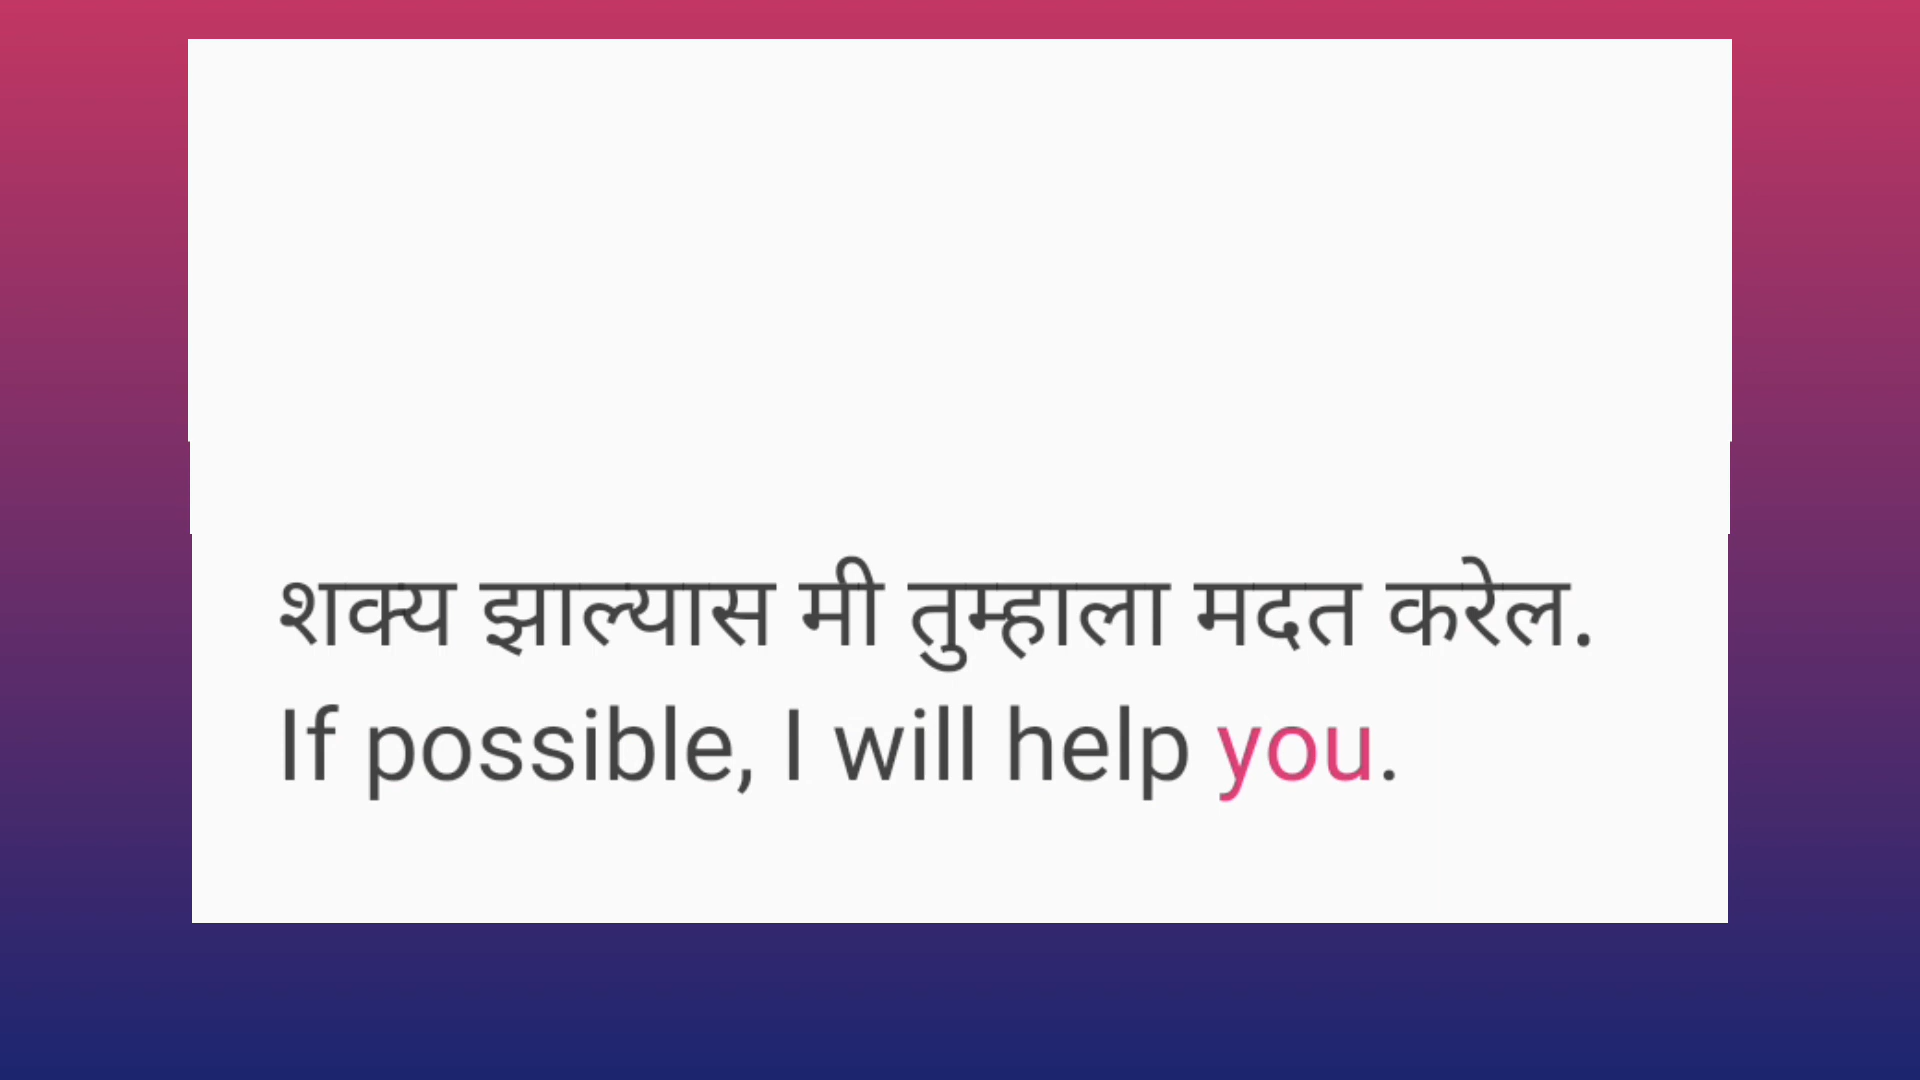 शक्य झाल्यास मी तुम्हाला मदत करेल.
If possible, I will help you.